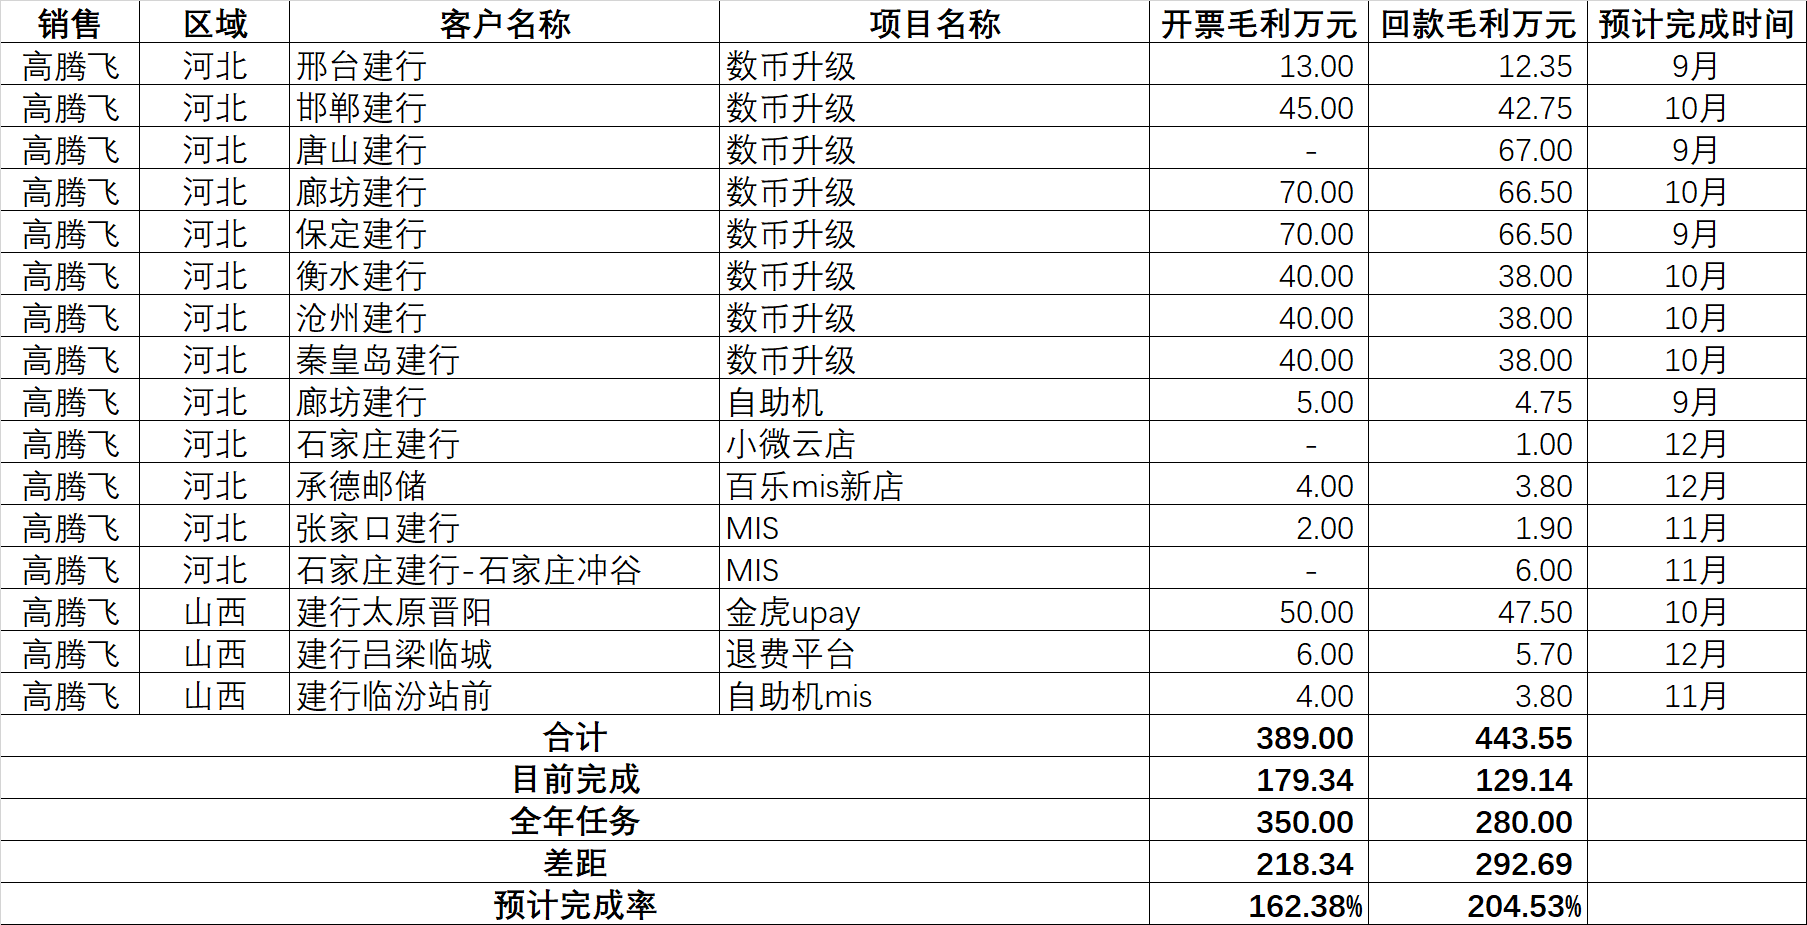 销售 区域 客户名称 项目名称 开票毛利万元 回款毛利万元 预计完成时间
高腾飞 河北 邢台建行 数币升级 13.00 12.35 9月
高腾飞 河北 邯郸建行 数币升级 45.00 42.75 10月
高腾飞 河北 唐山建行 数币升级 - 67.00 9月
高腾飞 河北 廊坊建行 数币升级 70.00 66.50 10月
高腾飞 河北 保定建行 数币升级 70.00 66.50 9月
高腾飞 河北 衡水建行 数币升级 40.00 38.00 10月
高腾飞 河北 沧州建行 数币升级 40.00 38.00 10月
高腾飞 河北 秦皇岛建行 数币升级 40.00 38.00 10月
高腾飞 河北 廊坊建行 自助机 5.00 4.75 9月
高腾飞 河北 石家庄建行 小微云店 - 1.00 12月
高腾飞 河北 承德邮储 百乐mis新店 4.00 3.80 12月
高腾飞 河北 张家口建行 MIS 2.00 1.90 11月
高腾飞 河北 石家庄建行-石家庄冲谷 MIS - 6.00 11月
高腾飞 山西 建行太原晋阳 金虎upay 50.00 47.50 10月
高腾飞 山西 建行吕梁临城 退费平台 6.00 5.70 12月
高腾飞 山西 建行临汾站前 自助机mis 4.00 3.80 11月
合计 389.00 443.55
目前完成 179.34 129.14
全年任务 350.00 280.00
差距 218.34 292.69
预计完成率 162.38% 204.53%